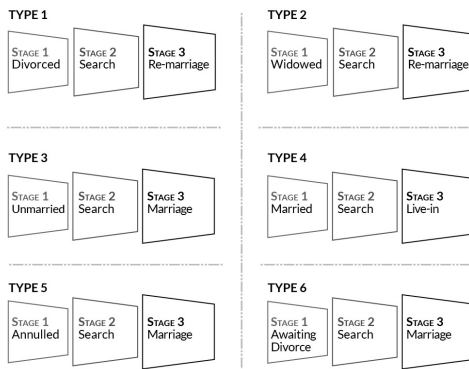 TYPE 1
STAGE 1
Divorced
STAGE 2
Search
STAGE 3
Re-marriage
TYPE 2
STAGE 1
Widowed
STAGE 2
Search
STAGE 3
Re-marriage
TYPE 3
STAGE 1
Unmarried
STAGE 2
Search
STAGE 3
Marriage
TYPE 4
STAGE 1
Married
STAGE 2
Search
STAGE 3
Live-in
TYPE 5
STAGE 1
Annulled
STAGE 2
Search
STAGE 3
Marriage
TYPE 6
STAGE 1
Awaiting
Divorce
STAGE 2
Search
STAGE 3
Marriage